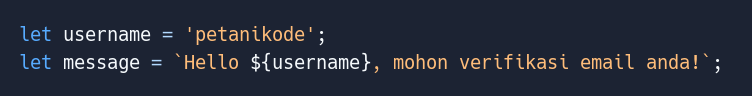 let username = 'petanikode';
let message = `Hello ${username}, mohon verifikasi email anda!`;